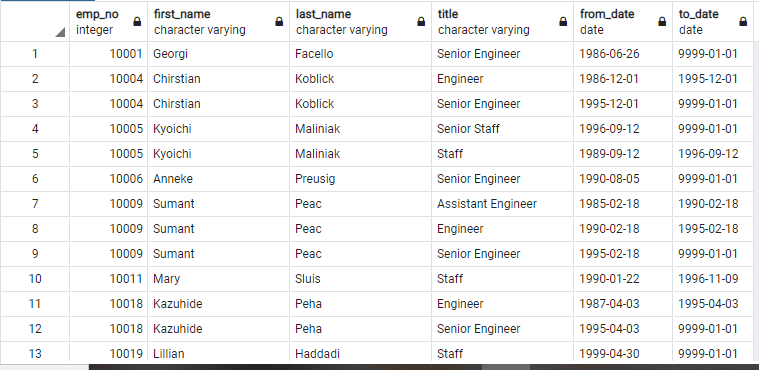 emp_no first_name last_name title from_date to_date
integer character varying character varying character varying date date
1 10001 Georgi Facello Senior Engineer 1986-06-26 9999-01-01
2 10004 Chirstian Koblick Engineer 1986-12-01 1995-12-01
3 10004 Chirstian Koblick Senior Engineer 1995-12-01 9999-01-01
4 10005 Kyoichi Maliniak Senior Staff 1996-09-12 9999-01-01
5 10005 Kyoichi Maliniak Staff 1989-09-12 1996-09-12
6 10006 Anneke Preusig Senior Engineer 1990-08-05 9999-01-01
7 10009 Sumant Peac Assistant Engineer 1985-02-18 1990-02-18
8 10009 Sumant Peac Engineer 1990-02-18 1995-02-18
9 10009 Sumant Peac Senior Engineer 1995-02-18 9999-01-01
10 10011 Mary Sluis Staff 1990-01-22 1996-11-09
11 10018 Kazuhide Peha Engineer 1987-04-03 1995-04-03
12 10018 Kazuhide Peha Senior Engineer 1995-04-03 9999-01-01
13 10019 Lillian Haddadi Staff 1999-04-30 9999-01-01